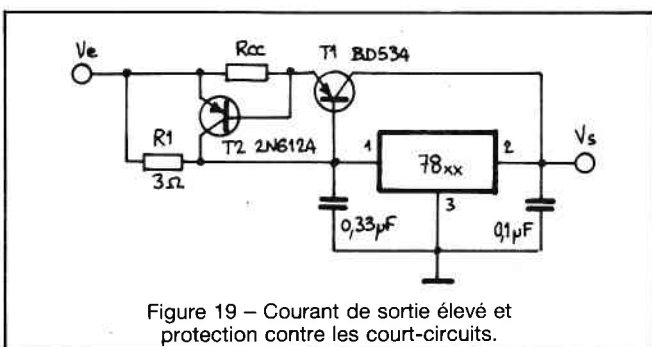 Ve
Rcc
T1 BD534
T2 2N612A
R1
3Ω
1
78xx
2
Vs
3
0,33µF
0,1µF
Figure 19 – Courant de sortie élevé et
protection contre les court-circuits.